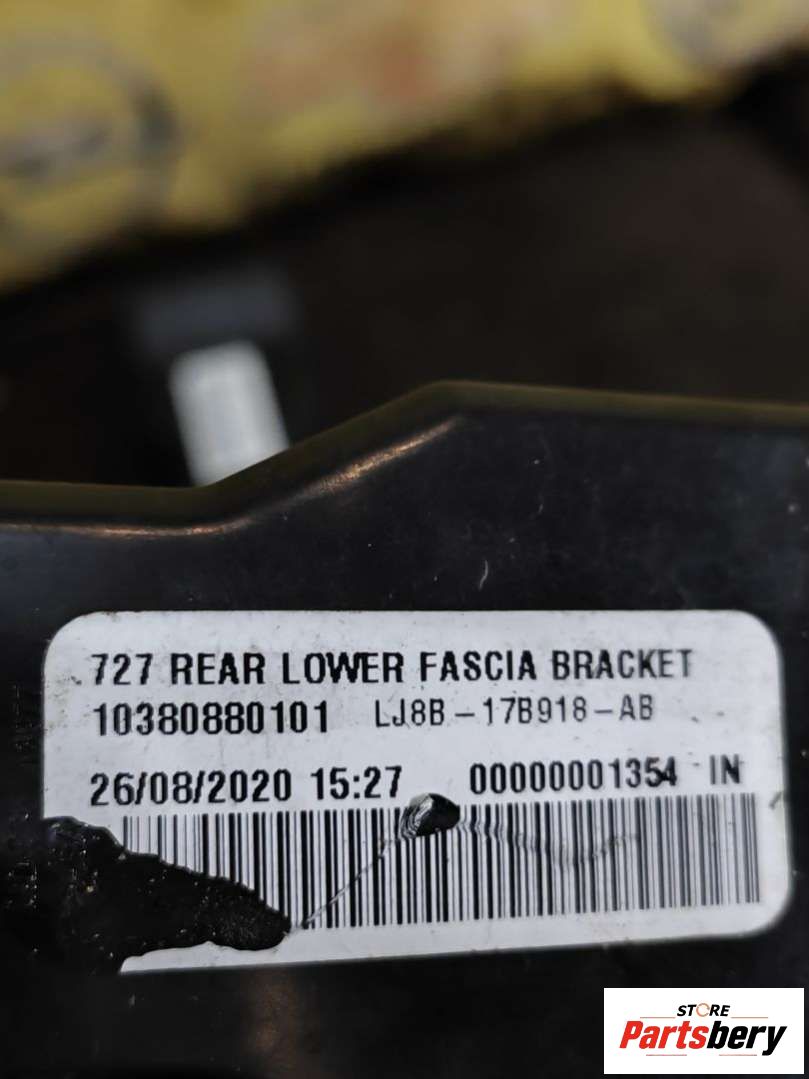 727 REAR LOWER FASCIA BRACKET
10380880101 LJ8B-17B918-AB
26/08/2020 15:27 00000001354 IN
STORE
Partsbery